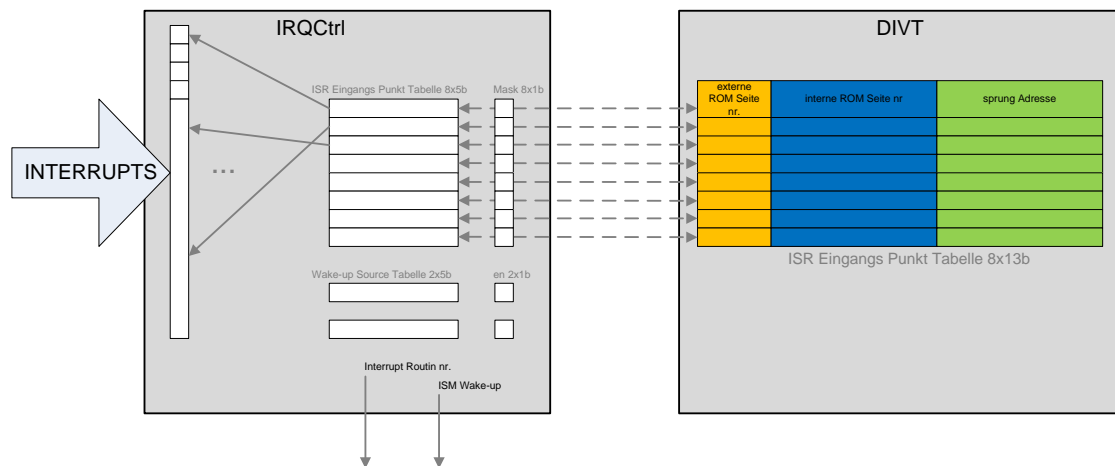 IRQCtrl
DIVT
INTERRUPTS
...
ISR Eingangs Punkt Tabelle 8x5b
Mask 8x1b
externe
ROM Seite
nr.
interne ROM Seite nr
sprung Adresse
ISR Eingangs Punkt Tabelle 8x13b
Wake-up Source Tabelle 2x5b
en 2x1b
Interrupt Routin nr.
ISM Wake-up